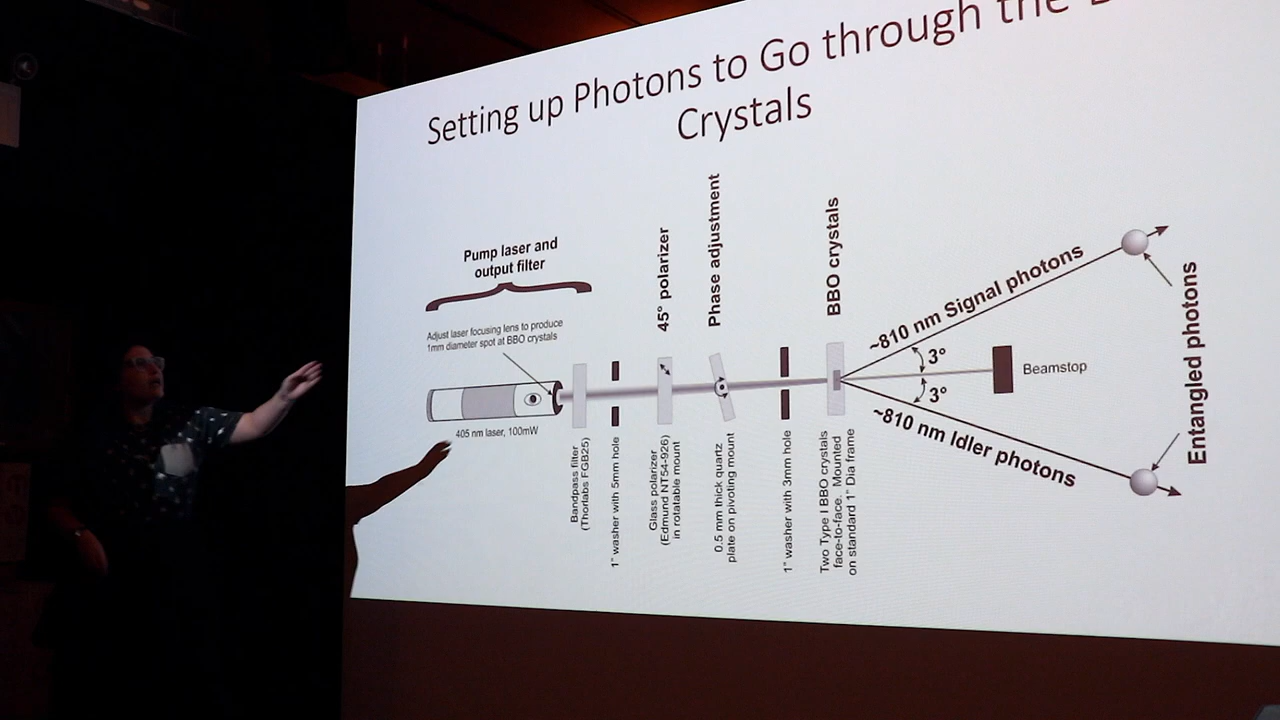 Setting up Photons to Go through the
Crystals
Pump laser and
output filter
Adjust laser focusing lens to produce
1mm diameter spot at BBO crystals
405 nm laser, 100mW
45° polarizer
Phase adjustment
BBO crystals
Bandpass filter
(Thorlabs FGB25)
1" washer with 5mm hole
Glass polarizer
(Edmund NT54-926)
in rotatable mount
0.5 mm thick quartz
plate on pivoting mount
1" washer with 3mm hole
Two Type I BBO crystals
face-to-face. Mounted
on standard 1" Dia frame
~810 nm Signal photons
3°
3°
Beamstop
~810 nm Idler photons
Entangled photons